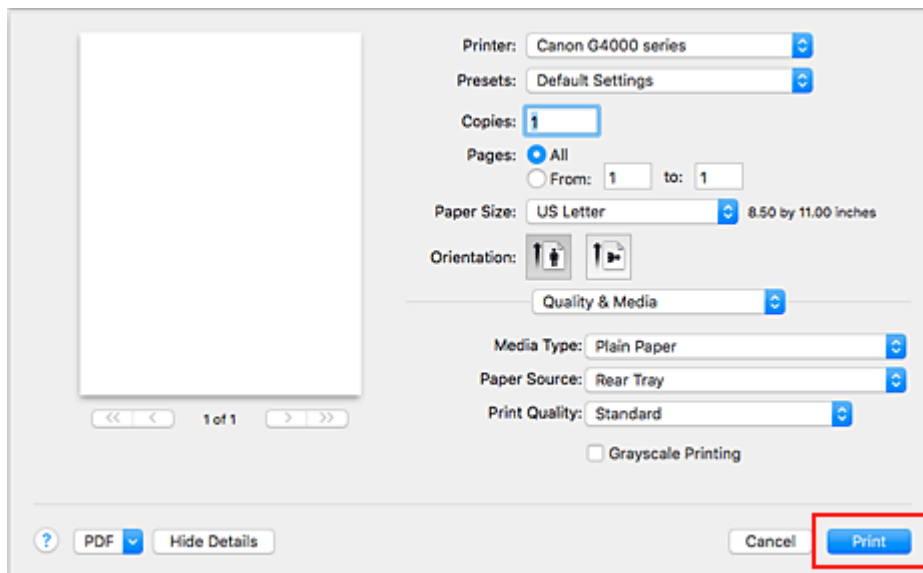 Printer: Canon G4000 series
Presets: Default Settings
Copies: 1
Pages: All
From: 1 to: 1
Paper Size: US Letter 8.50 by 11.00 inches
Orientation:
Quality & Media
Media Type: Plain Paper
Paper Source: Rear Tray
<< < 1 of 1 > >>
Print Quality: Standard
Grayscale Printing
? PDF Hide Details Cancel Print